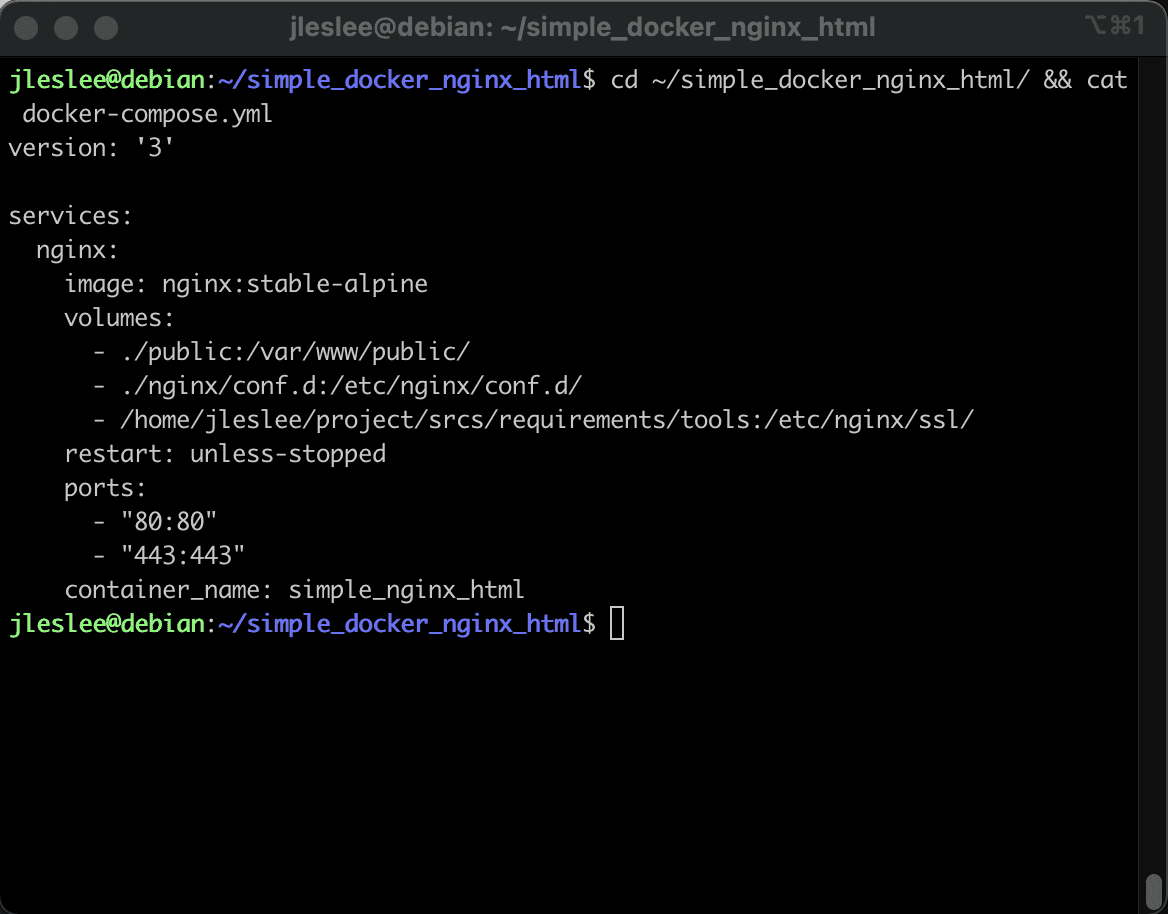 jleslee@debian: ~/simple_docker_nginx_html
⌥⌘1
jleslee@debian:~/simple_docker_nginx_html$ cd ~/simple_docker_nginx_html/ && cat
 docker-compose.yml
version: '3'

services:
  nginx:
    image: nginx:stable-alpine
    volumes:
      - ./public:/var/www/public/
      - ./nginx/conf.d:/etc/nginx/conf.d/
      - /home/jleslee/project/srcs/requirements/tools:/etc/nginx/ssl/
    restart: unless-stopped
    ports:
      - "80:80"
      - "443:443"
    container_name: simple_nginx_html
jleslee@debian:~/simple_docker_nginx_html$